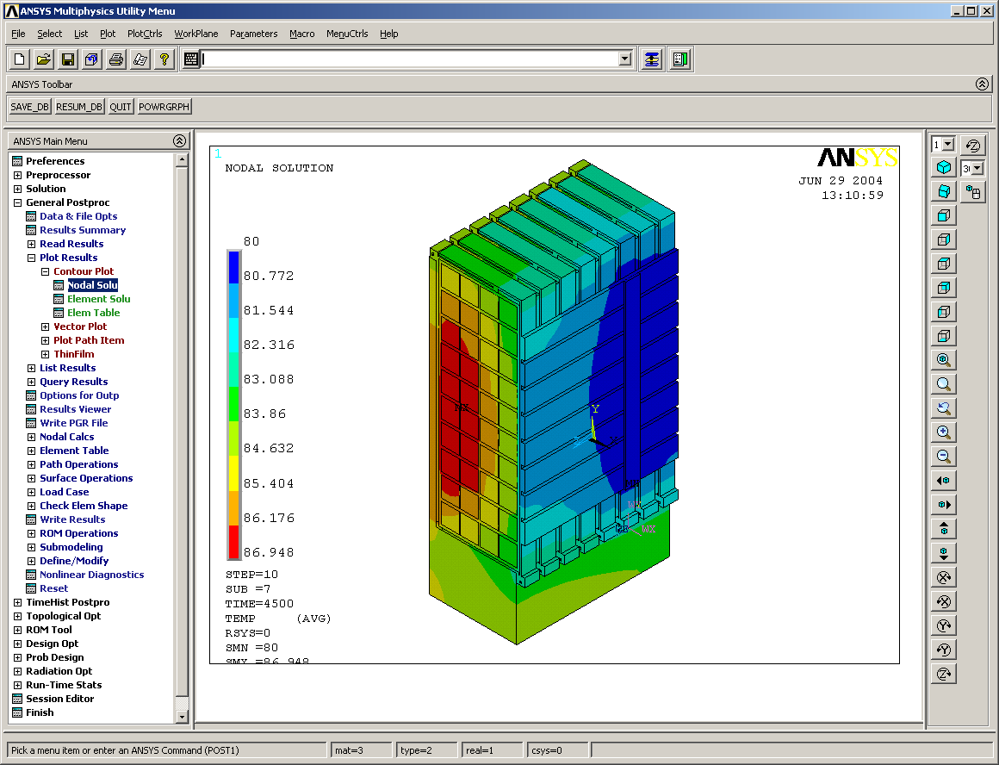 ANSYS Multiphysics Utility Menu
File Select List Plot PlotCtrls WorkPlane Parameters Macro MenuCtrls Help
ANSYS Toolbar
SAVE_DB RESUM_DB QUIT POWRGRPH
ANSYS Main Menu
Preferences
Preprocessor
Solution
General Postproc
Data & File Opts
Results Summary
Read Results
Plot Results
Contour Plot
Nodal Solu
Element Solu
Elem Table
Vector Plot
Plot Path Item
ThinFilm
List Results
Query Results
Options for Outp
Results Viewer
Write PGR File
Nodal Calcs
Element Table
Path Operations
Surface Operations
Load Case
Check Elem Shape
Write Results
ROM Operations
Submodeling
Define/Modify
Nonlinear Diagnostics
Reset
TimeHist Postpro
Topological Opt
ROM Tool
Design Opt
Prob Design
Radiation Opt
Run-Time Stats
Session Editor
Finish
1
NODAL SOLUTION
ANSYS
JUN 29 2004
13:10:59
80
80.772
81.544
82.316
83.088
83.86
84.632
85.404
86.176
86.948
STEP=10
SUB =7
TIME=4500
TEMP (AVG)
RSYS=0
SMN =80
SMX =86.948
MX
Y
Z
MN
WY
WX
1
Pick a menu item or enter an ANSYS Command (POST1)
mat=3
type=2
real=1
csys=0